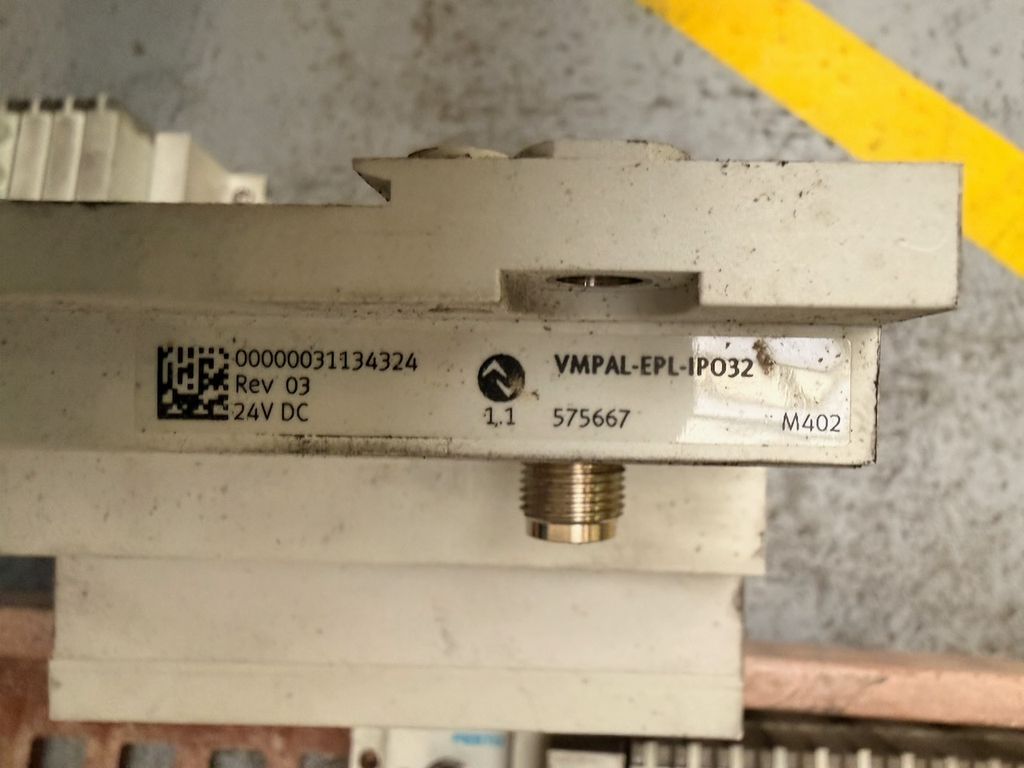 00000031134324
Rev 03
24V DC
1.1
VMPAL-EPL-IPO32
575667
M402